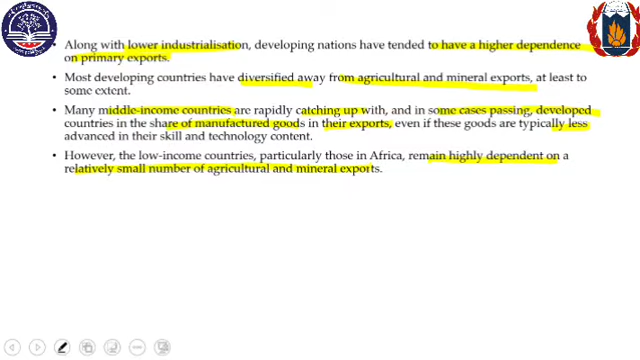 • Along with lower industrialisation, developing nations have tended to have a higher dependence
on primary exports.
• Most developing countries have diversified away from agricultural and mineral exports, at least to
some extent.
• Many middle-income countries are rapidly catching up with, and in some cases passing, developed
countries in the share of manufactured goods in their exports, even if these goods are typically less
advanced in their skill and technology content.
• However, the low-income countries, particularly those in Africa, remain highly dependent on a
relatively small number of agricultural and mineral exports.